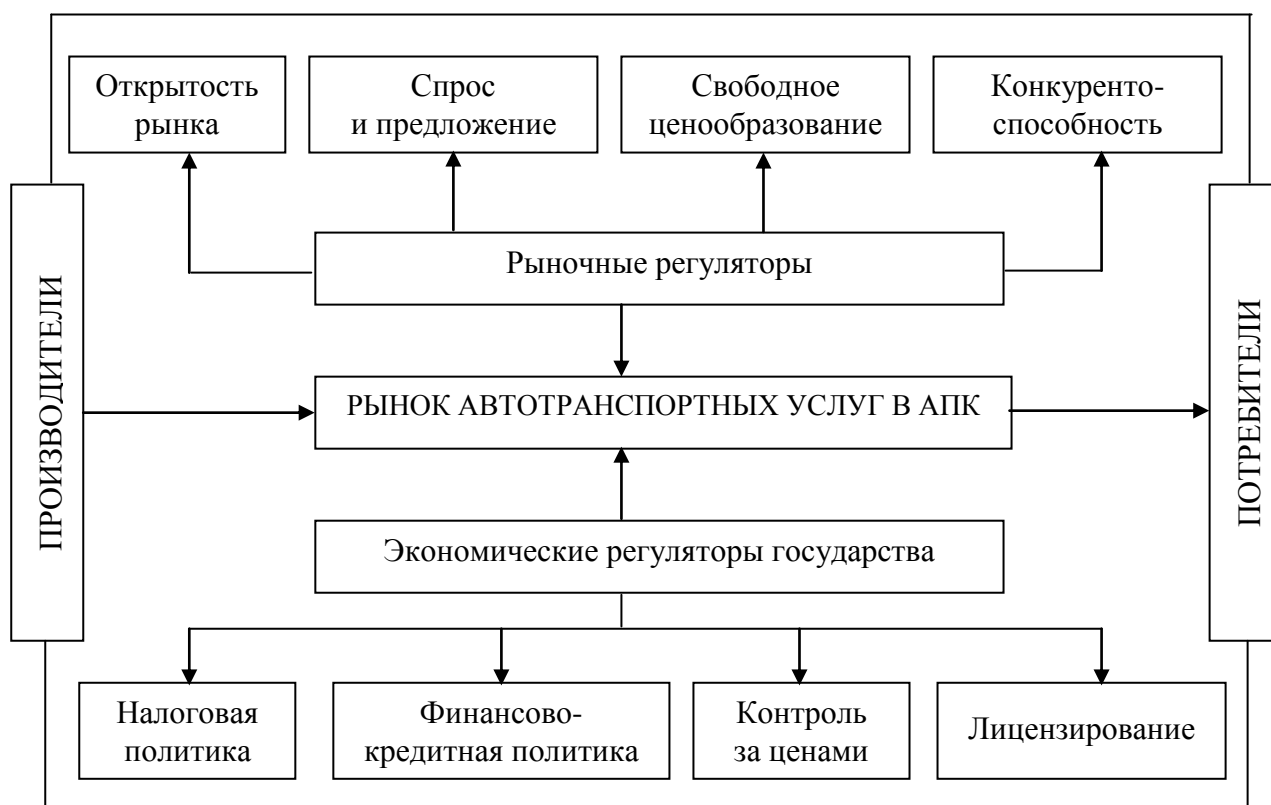 Открытость
рынка
Спрос
и предложение
Свободное
ценообразование
Конкуренто-
способность
Рыночные регуляторы
ПРОИЗВОДИТЕЛИ
РЫНОК АВТОТРАНСПОРТНЫХ УСЛУГ В АПК
ПОТРЕБИТЕЛИ
Экономические регуляторы государства
Налоговая
политика
Финансово-
кредитная политика
Контроль
за ценами
Лицензирование